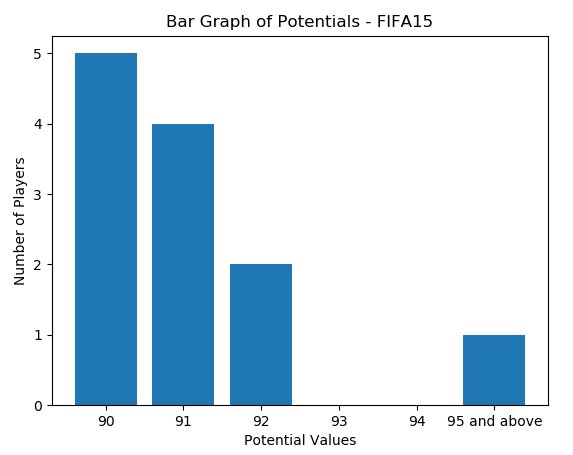 Bar Graph of Potentials - FIFA15
5
4
3
2
1
0
Number of Players
90 91 92 93 94 95 and above
Potential Values